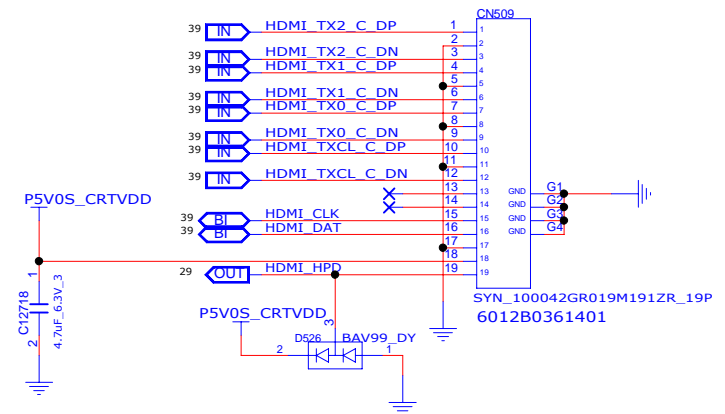 CN509
39 IN HDMI_TX2_C_DP 1 1
2 2
39 IN HDMI_TX2_C_DN 3 3
39 IN HDMI_TX1_C_DP 4 4
5 5
39 IN HDMI_TX1_C_DN 6 6
39 IN HDMI_TX0_C_DP 7 7
8 8
39 IN HDMI_TX0_C_DN 9 9
39 IN HDMI_TXCL_C_DP 10 10
11 11
39 IN HDMI_TXCL_C_DN 12 12
13 13 GND G1
P5V0S_CRTVDD
14 14 GND G2
39 BI HDMI_CLK 15 15 GND G3
39 BI HDMI_DAT 16 16 GND G4
17 17
18 18
29 OUT HDMI_HPD 19 19
1
C12718
4.7uF_6.3V_3
2
SYN_100042GR019M191ZR_19P
6012B0361401
P5V0S_CRTVDD
3
D526 BAV99_DY
2 1